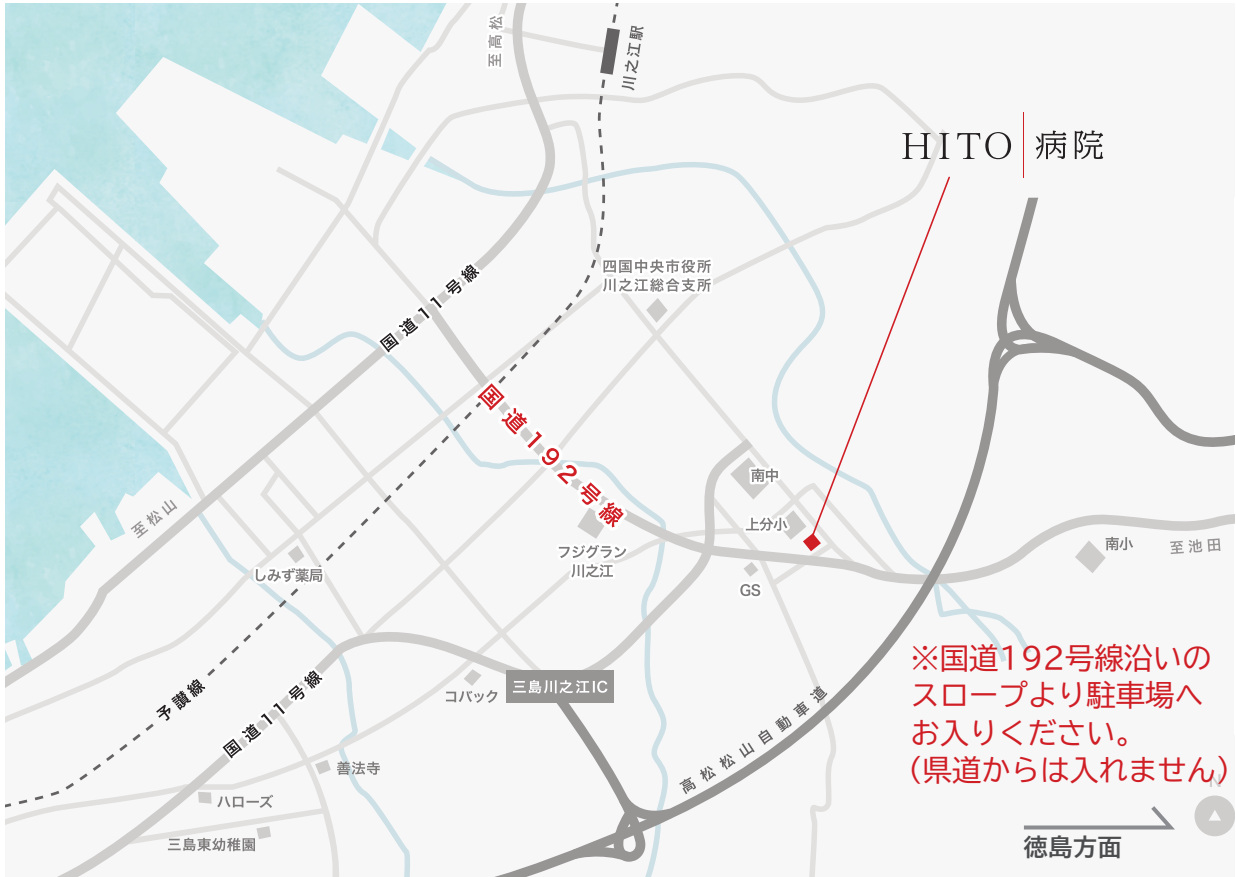 至高松
川之江駅
HITO 病院
四国中央市役所
川之江総合支所
国道11号線
国道192号線
南中
上分小
至松山
フジグラン
川之江
南小
至池田
しみず薬局
GS
※国道192号線沿いの
スロープより駐車場へ
お入りください。
(県道からは入れません)
三島川之江IC
コバック
予讃線
国道11号線
高松松山自動車道
善法寺
ハローズ
三島東幼稚園
N
徳島方面